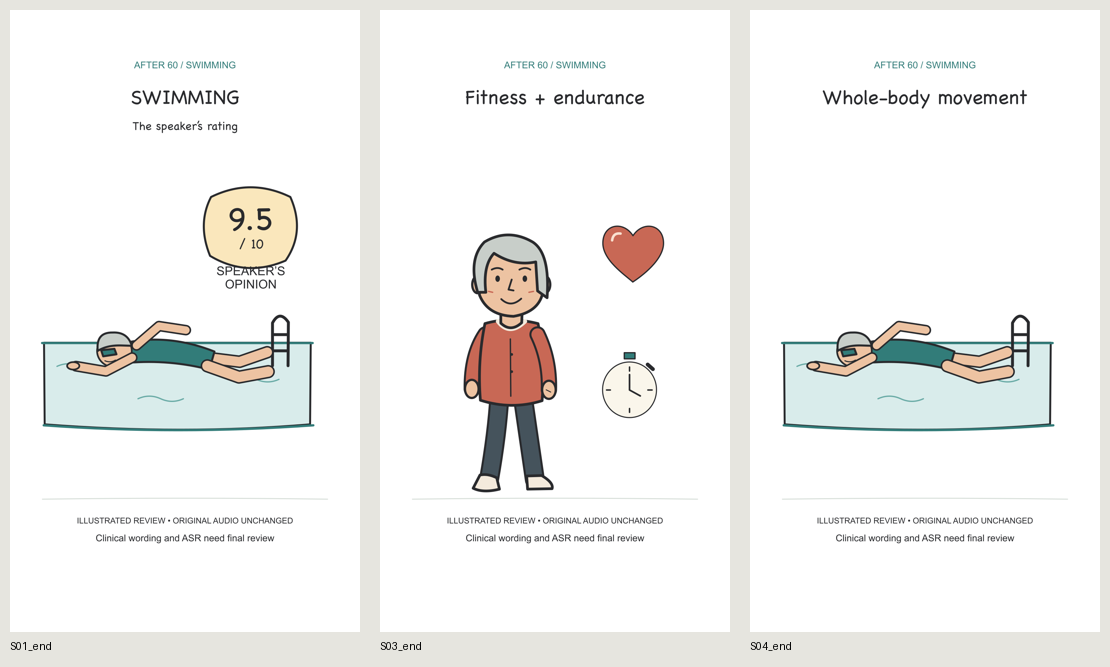 AFTER 60 / SWIMMING
SWIMMING
The speaker's rating
9.5
/ 10
SPEAKER'S
OPINION
ILLUSTRATED REVIEW • ORIGINAL AUDIO UNCHANGED
Clinical wording and ASR need final review
S01_end
AFTER 60 / SWIMMING
Fitness + endurance
ILLUSTRATED REVIEW • ORIGINAL AUDIO UNCHANGED
Clinical wording and ASR need final review
S03_end
AFTER 60 / SWIMMING
Whole-body movement
ILLUSTRATED REVIEW • ORIGINAL AUDIO UNCHANGED
Clinical wording and ASR need final review
S04_end